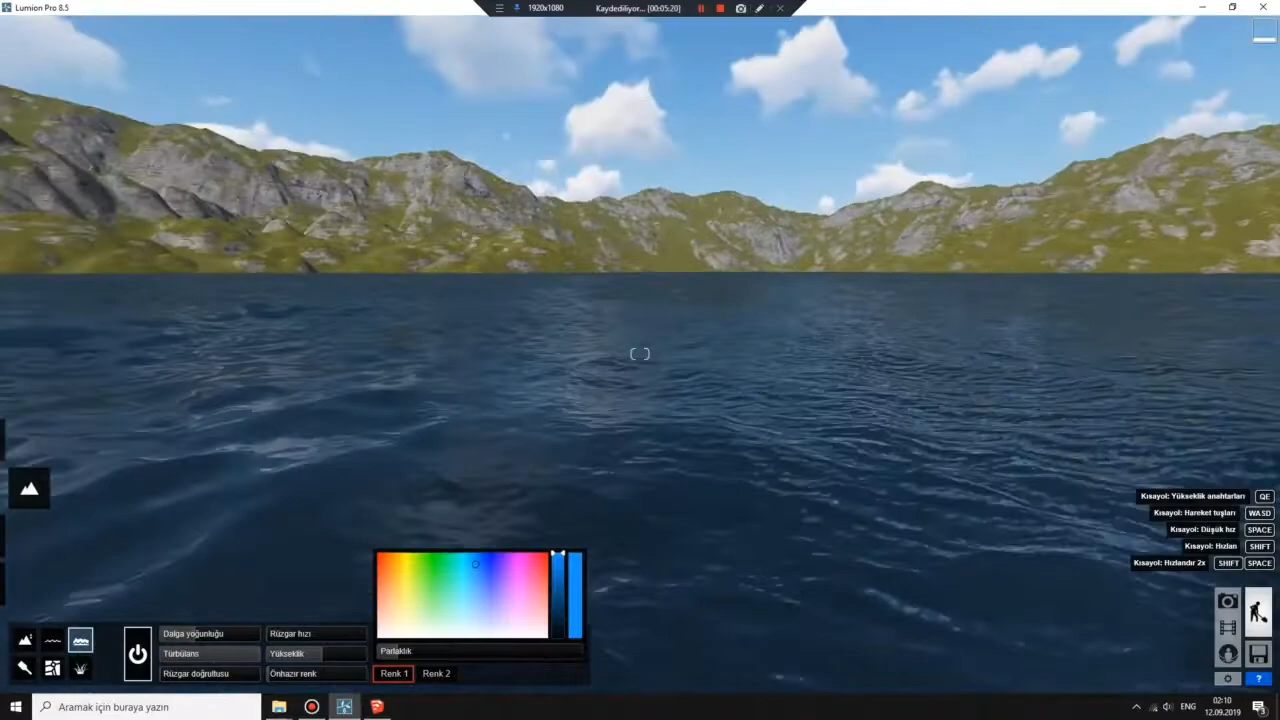 Lumion Pro 8.5
1920x1080
Kaydediliyor... [00:05:20]
Kısayol: Yükseklik anahtarları QE
Kısayol: Hareket tuşları WASD
Kısayol: Düşük hız SPACE
Kısayol: Hızlan SHIFT
Kısayol: Hızlandır 2x SHIFT SPACE
Dalga yoğunluğu
Rüzgar hızı
Türbülans
Yükseklik
Rüzgar doğrultusu
Önhazır renk
Parlaklık
Renk 1
Renk 2
?
Aramak için buraya yazın
ENG
02:10
12.09.2019
3